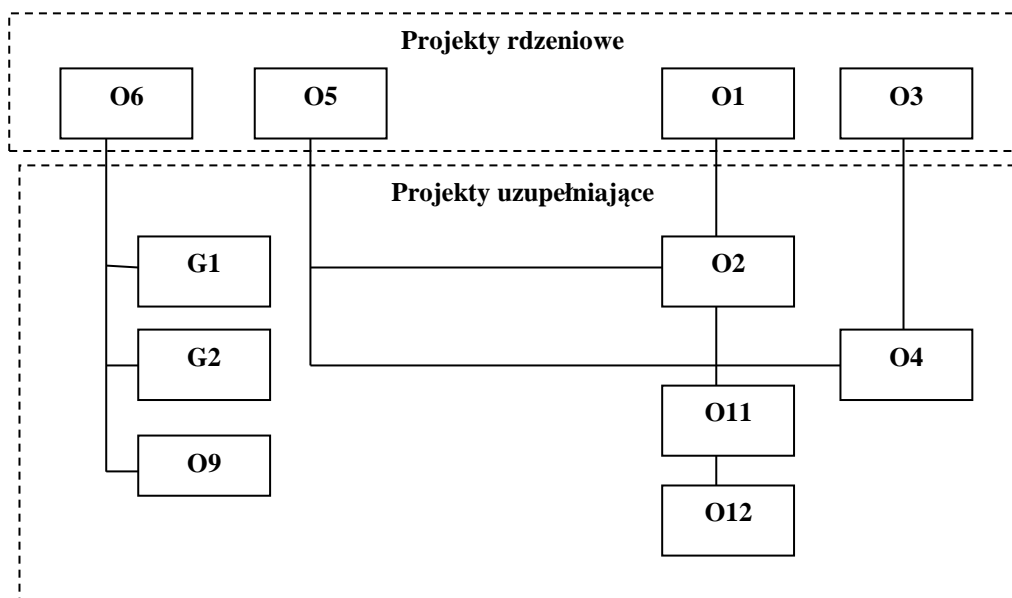 Projekty rdzeniowe
O6
O5
O1
O3
Projekty uzupełniające
G1
O2
G2
O4
O11
O9
O12